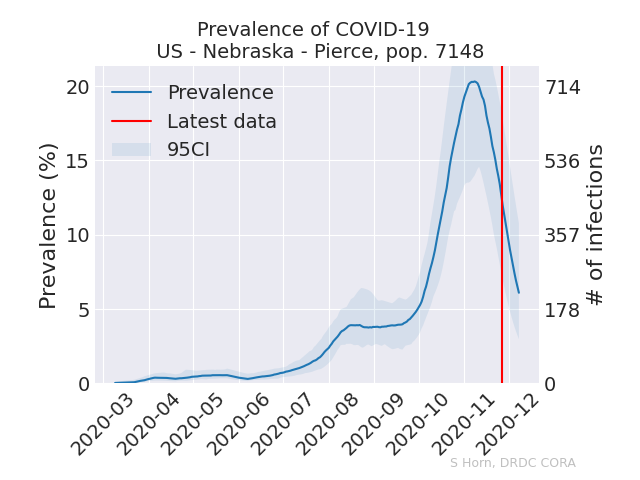 Prevalence of COVID-19
US - Nebraska - Pierce, pop. 7148
Prevalence
Latest data
95CI
Prevalence (%)
20
15
10
5
0
# of infections
714
536
357
178
0
2020-03
2020-04
2020-05
2020-06
2020-07
2020-08
2020-09
2020-10
2020-11
2020-12
S Horn, DRDC CORA